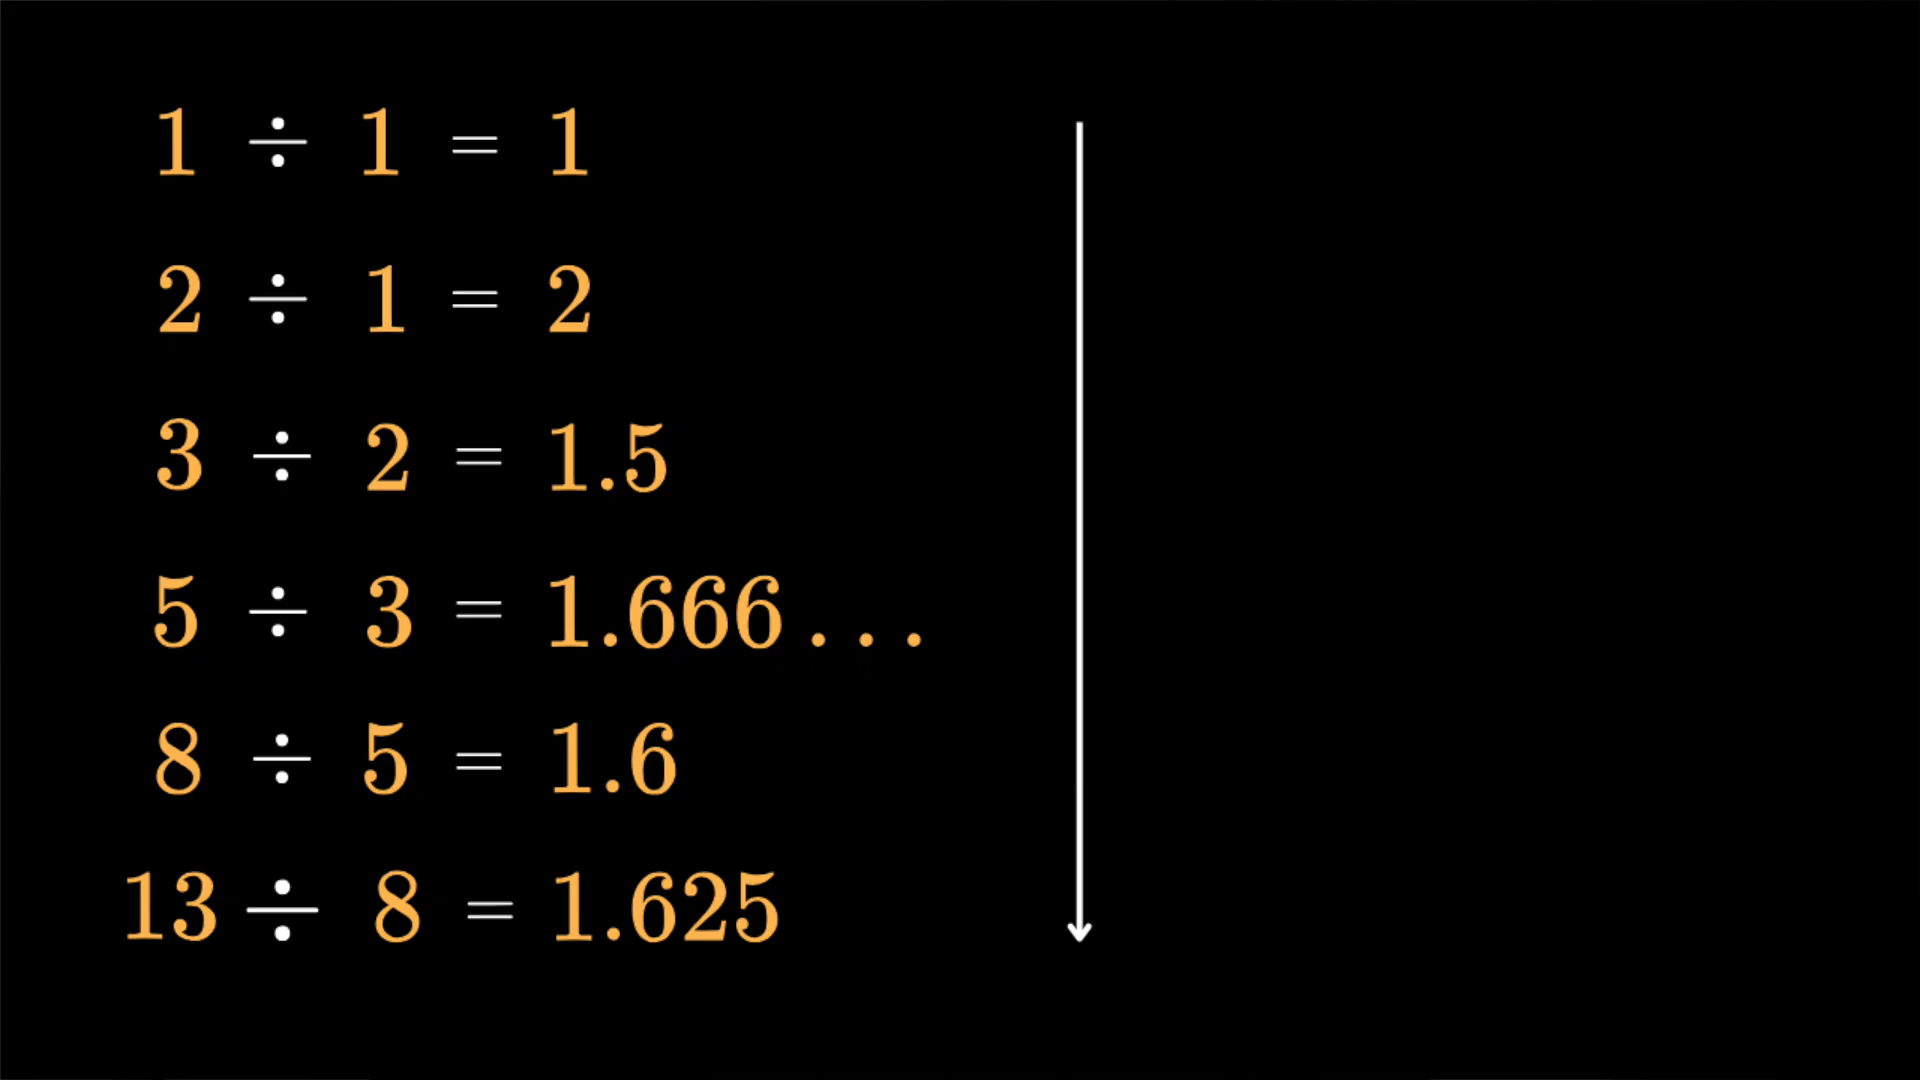 1 ÷ 1 = 1
2 ÷ 1 = 2
3 ÷ 2 = 1.5
5 ÷ 3 = 1.666...
8 ÷ 5 = 1.6
13 ÷ 8 = 1.625